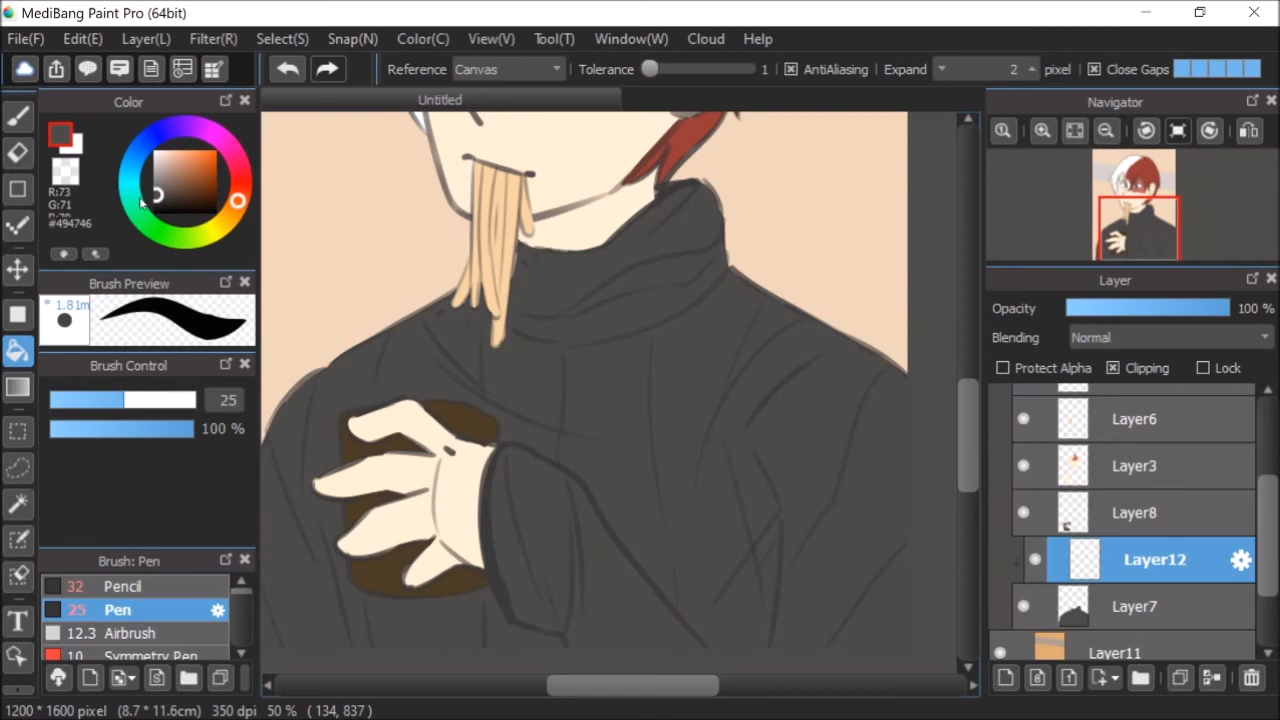 MediBang Paint Pro (64bit)
File(F) Edit(E) Layer(L) Filter(R) Select(S) Snap(N) Color(C) View(V) Tool(T) Window(W) Cloud Help
Reference Canvas Tolerance 1 AntiAliasing Expand 2 pixel Close Gaps
Color
Untitled
Navigator
R:73
G:71
#494746
Brush Preview
* 1.81m
Brush Control
25
100 %
Brush: Pen
32 Pencil
25 Pen
12.3 Airbrush
10 Symmetry Pen
Layer
Opacity 100 %
Blending Normal
Protect Alpha Clipping Lock
Layer6
Layer3
Layer8
Layer12
Layer7
Layer11
1200 * 1600 pixel (8.7 * 11.6cm) 350 dpi 50 % ( 134, 837 )